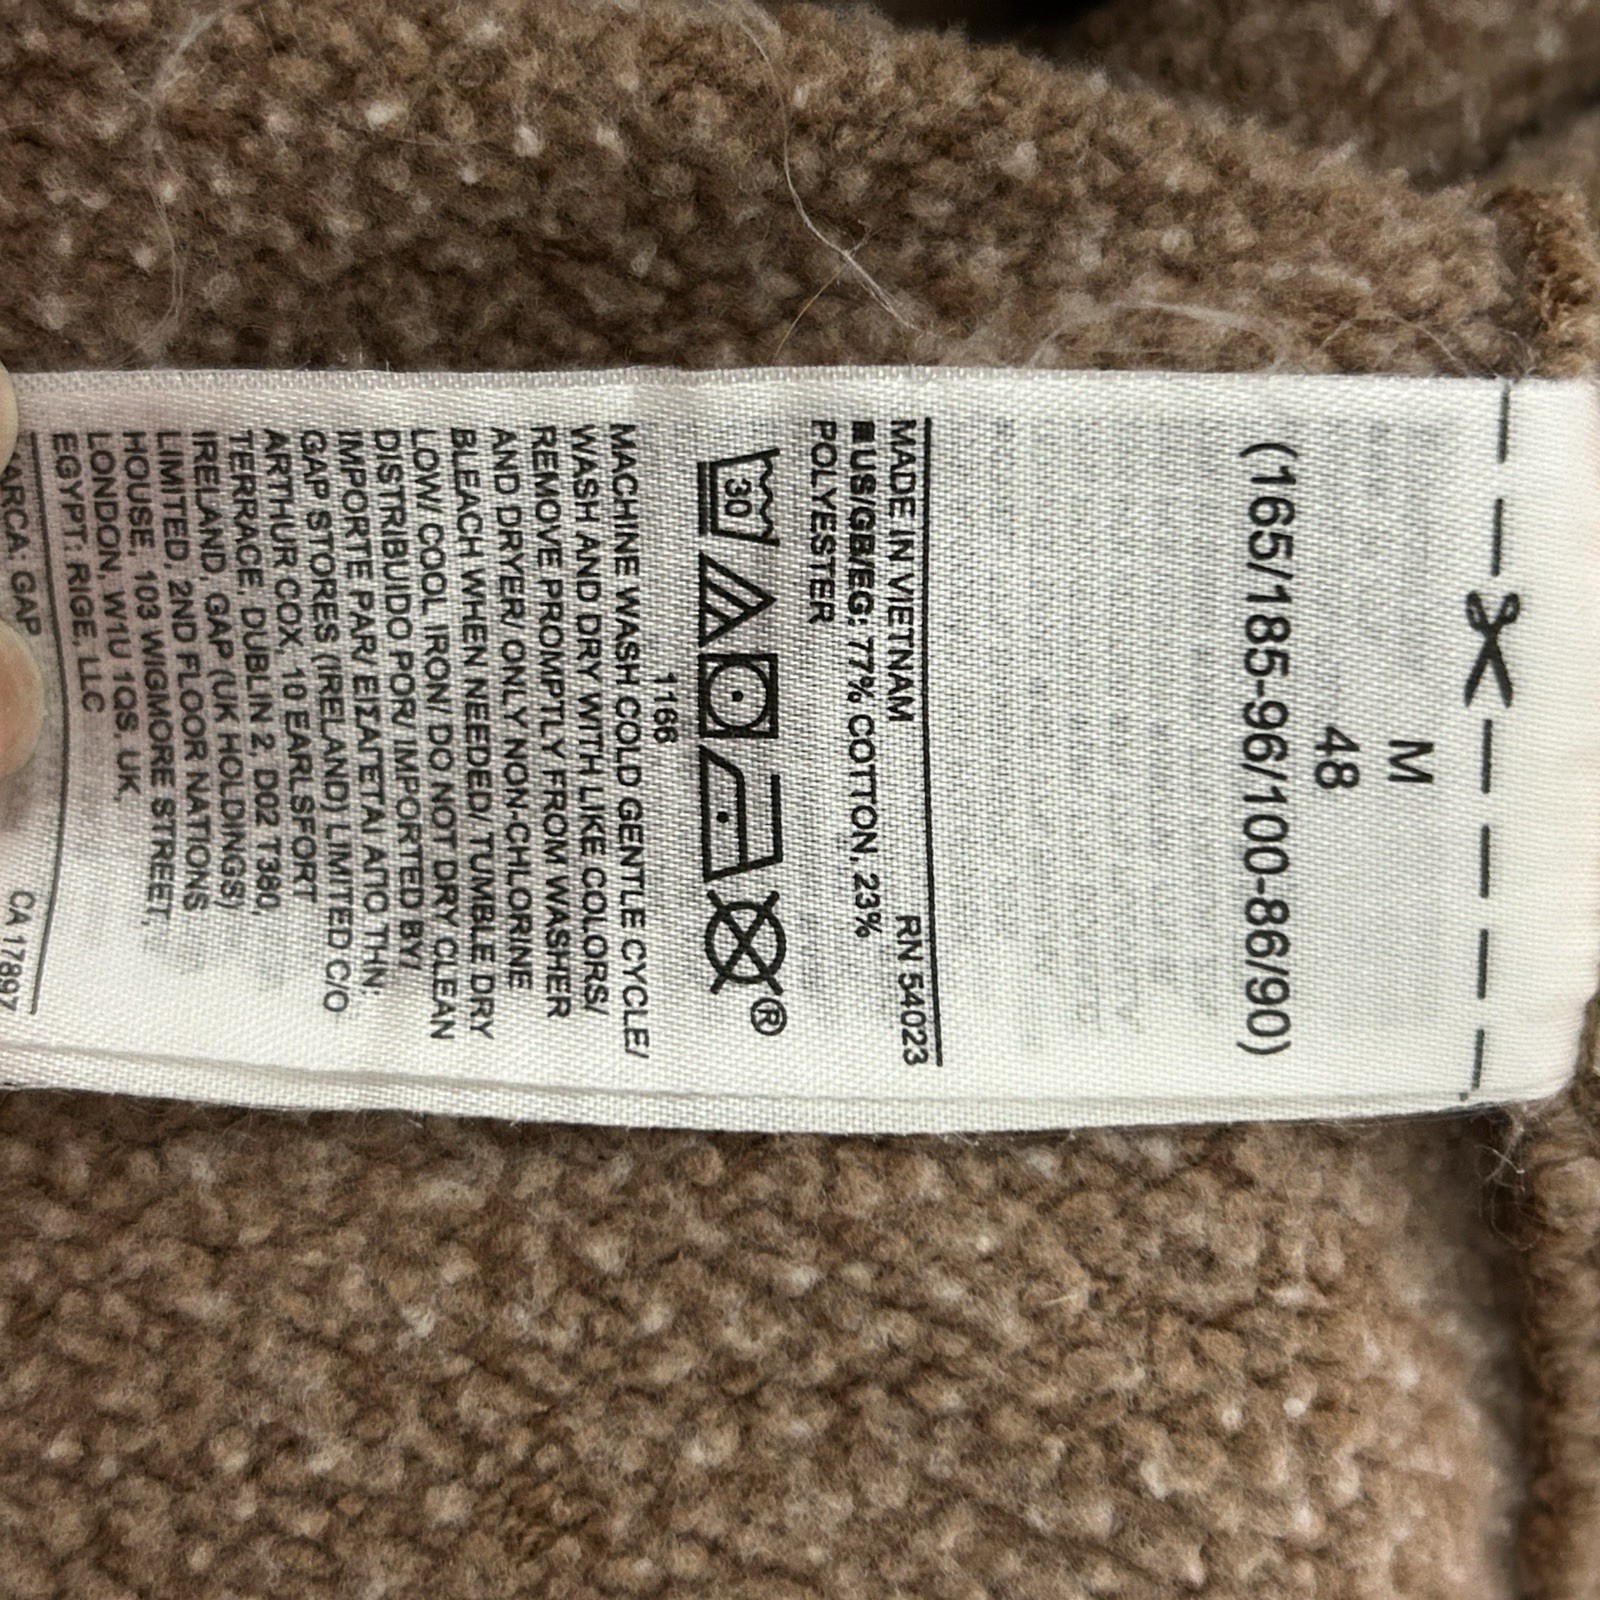 M
48
(165/185-96/100-86/90)
MADE IN VIETNAM RN 54023
US/GB/EG: 77% COTTON, 23%
POLYESTER
30
®
1166
MACHINE WASH COLD GENTLE CYCLE/
WASH AND DRY WITH LIKE COLORS/
REMOVE PROMPTLY FROM WASHER
AND DRYER/ ONLY NON-CHLORINE
BLEACH WHEN NEEDED/ TUMBLE DRY
LOW/ COOL IRON/ DO NOT DRY CLEAN
DISTRIBUIDO POR/ IMPORTED BY/
IMPORTE PAR/ ΕΙΣΑΓΕΤΑΙ ΑΠΟ ΤΗΝ:
GAP STORES (IRELAND) LIMITED C/O
ARTHUR COX, 10 EARLSFORT
TERRACE, DUBLIN 2, D02 T380,
IRELAND, GAP (UK HOLDINGS)
LIMITED, 2ND FLOOR NATIONS
HOUSE, 103 WIGMORE STREET,
LONDON, W1U 1QS, UK,
EGYPT: RIGE, LLC
CA 17897
GAP